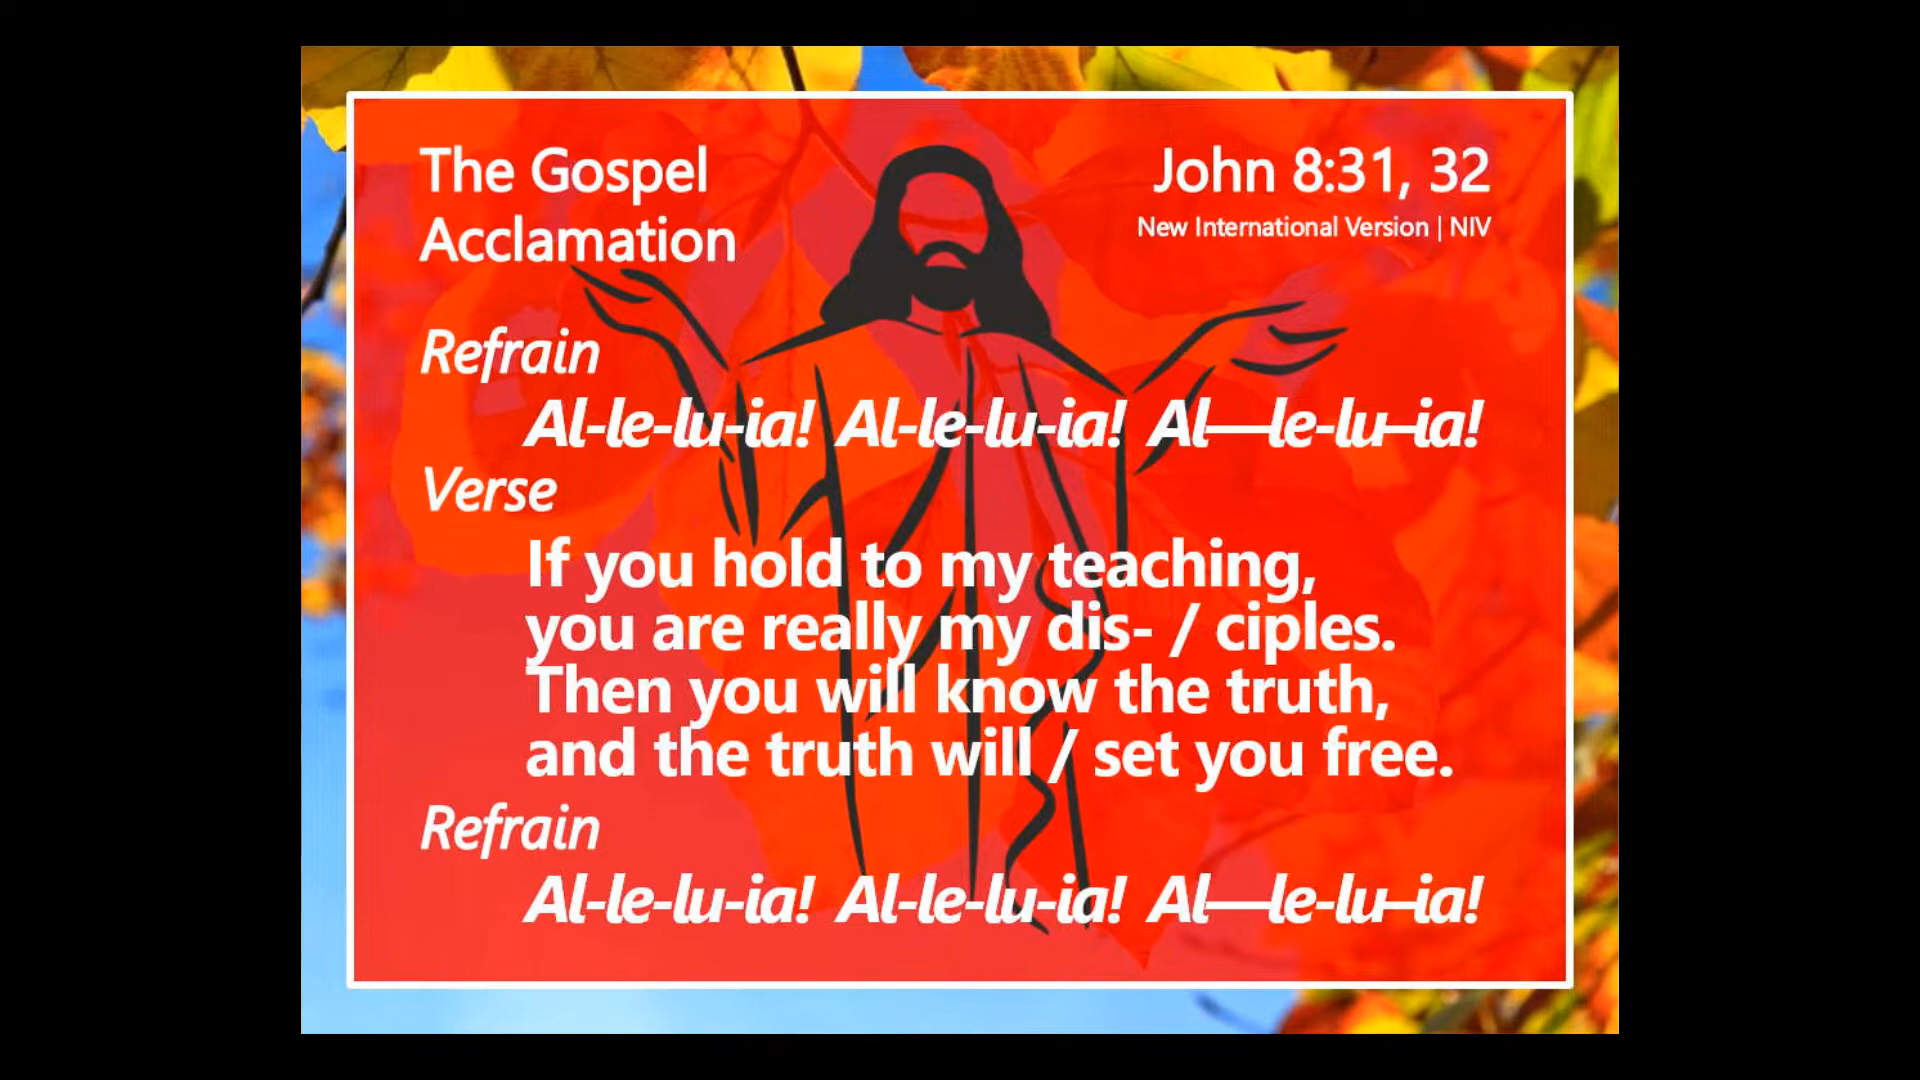 The Gospel
Acclamation
John 8:31, 32
New International Version | NIV
Refrain
Al-le-lu-ia! Al-le-lu-ia! Al—le-lu–ia!
Verse
If you hold to my teaching,
you are really my dis- / ciples.
Then you will know the truth,
and the truth will / set you free.
Refrain
Al-le-lu-ia! Al-le-lu-ia! Al—le-lu–ia!